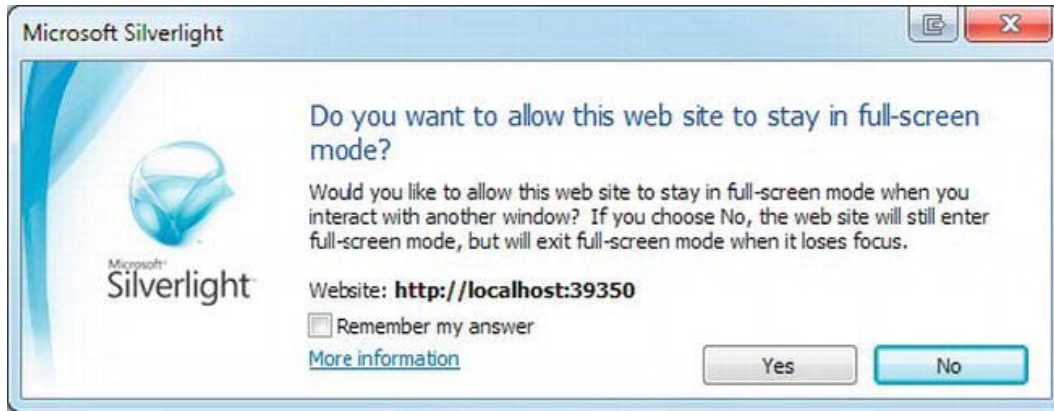 Microsoft Silverlight
Do you want to allow this web site to stay in full-screen
mode?
Would you like to allow this web site to stay in full-screen mode when you
interact with another window? If you choose No, the web site will still enter
full-screen mode, but will exit full-screen mode when it loses focus.
Microsoft®
Silverlight™
Website: http://localhost:39350
Remember my answer
More information
Yes
No